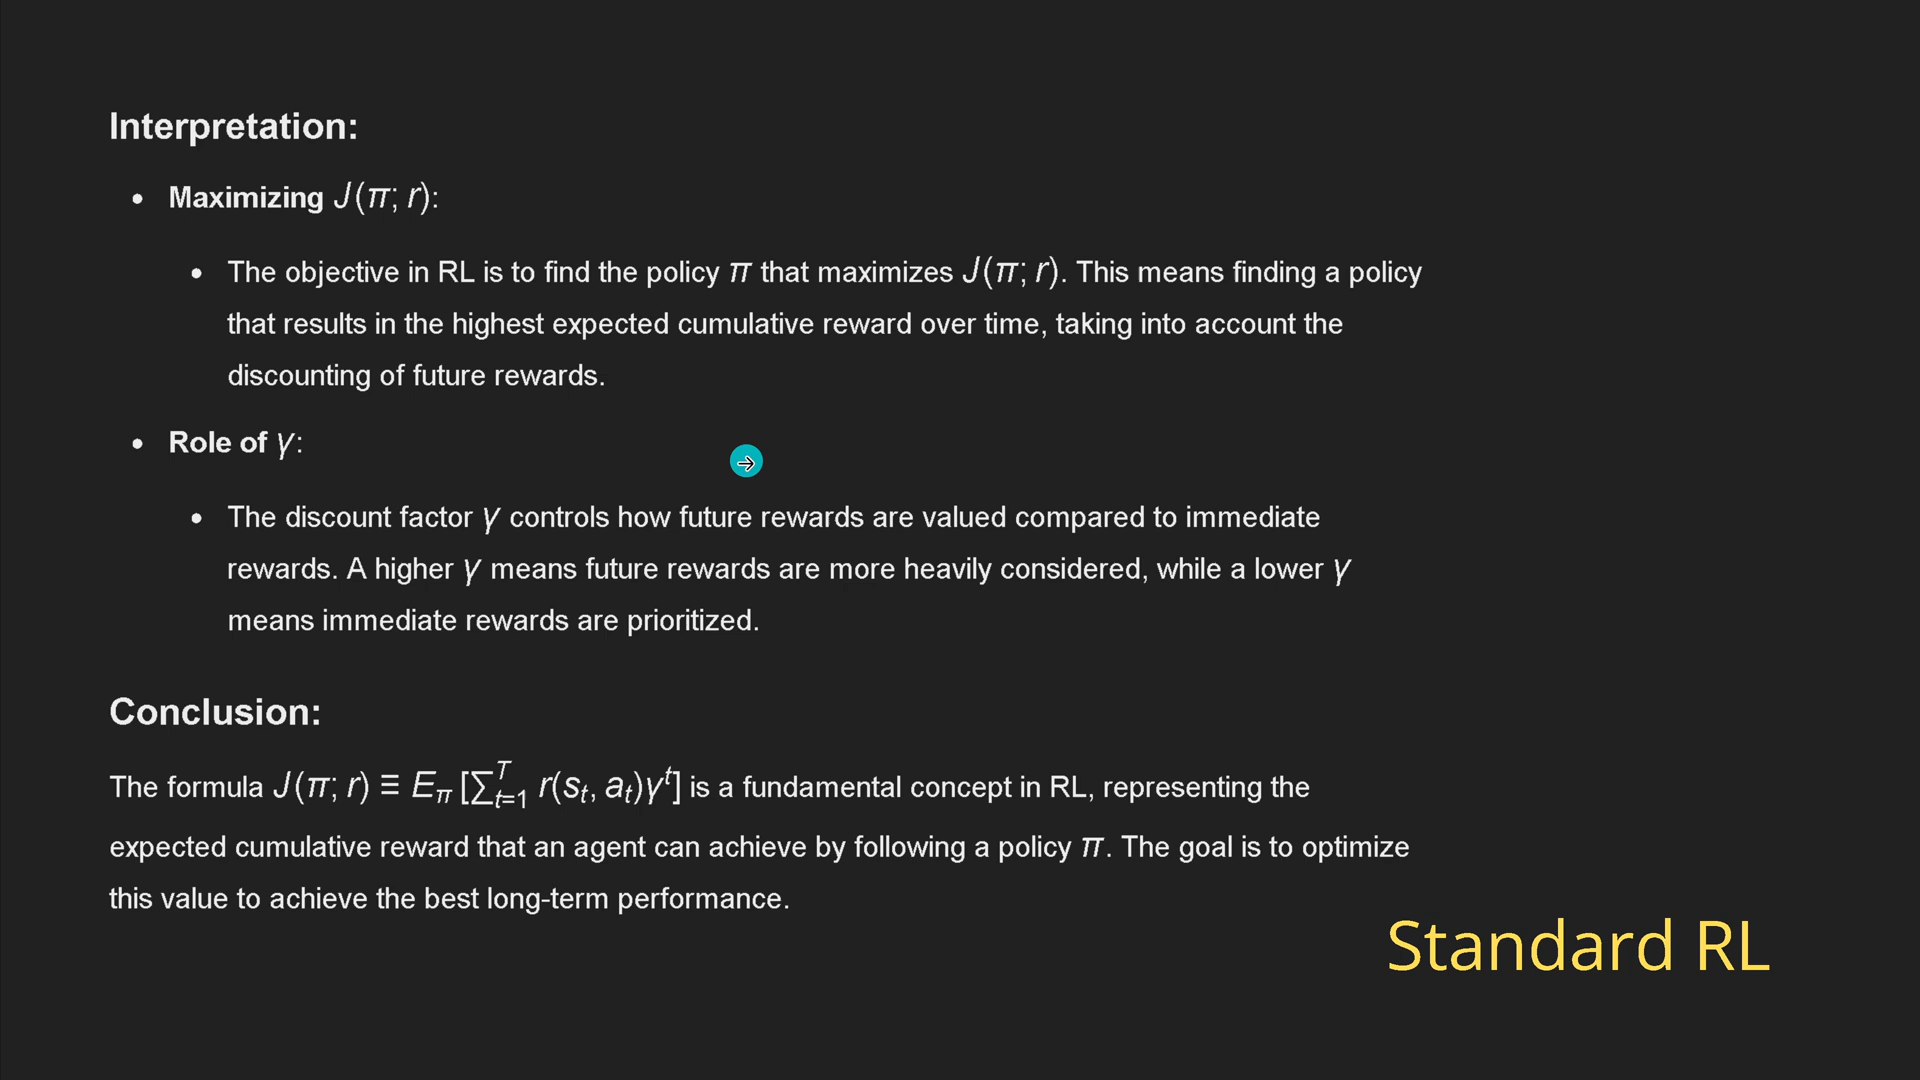 Interpretation:
• Maximizing J(π; r):
• The objective in RL is to find the policy π that maximizes J(π; r). This means finding a policy
that results in the highest expected cumulative reward over time, taking into account the
discounting of future rewards.
• Role of γ:
• The discount factor γ controls how future rewards are valued compared to immediate
rewards. A higher γ means future rewards are more heavily considered, while a lower γ
means immediate rewards are prioritized.
Conclusion:
The formula J(π; r) ≡ E_π [∑_{t=1}^{T} r(s_t, a_t)γ^t] is a fundamental concept in RL, representing the
expected cumulative reward that an agent can achieve by following a policy π. The goal is to optimize
this value to achieve the best long-term performance.
Standard RL